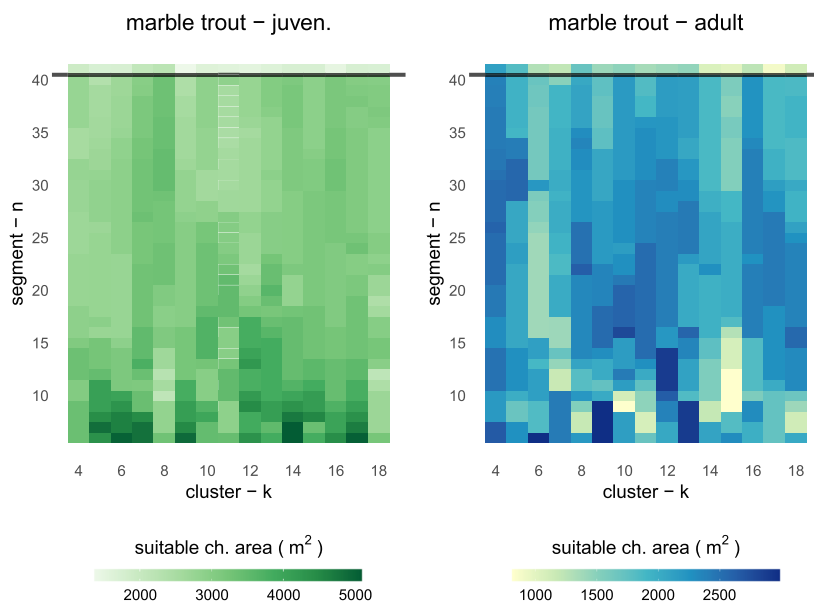 marble trout − juven.
marble trout − adult
segment − n
40
35
30
25
20
15
10
4 6 8 10 12 14 16 18
cluster − k
segment − n
40
35
30
25
20
15
10
4 6 8 10 12 14 16 18
cluster − k
suitable ch. area ( m² )
2000 3000 4000 5000
suitable ch. area ( m² )
1000 1500 2000 2500